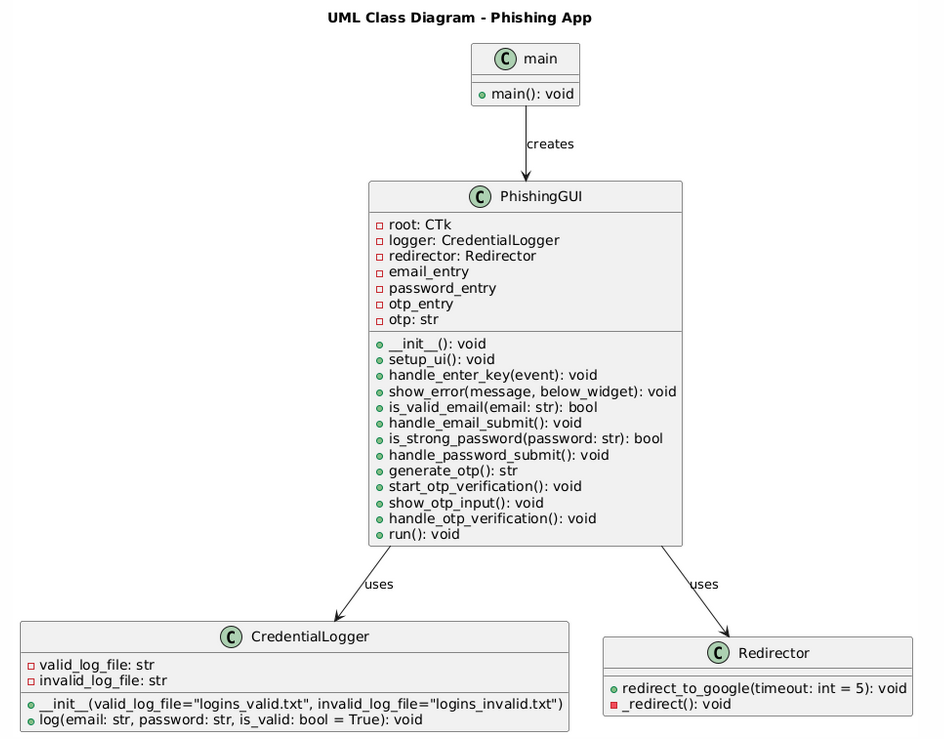 UML Class Diagram - Phishing App
C main
main(): void
creates
C PhishingGUI
root: CTk
logger: CredentialLogger
redirector: Redirector
email_entry
password_entry
otp_entry
otp: str
__init__(): void
setup_ui(): void
handle_enter_key(event): void
show_error(message, below_widget): void
is_valid_email(email: str): bool
handle_email_submit(): void
is_strong_password(password: str): bool
handle_password_submit(): void
generate_otp(): str
start_otp_verification(): void
show_otp_input(): void
handle_otp_verification(): void
run(): void
uses
uses
C CredentialLogger
valid_log_file: str
invalid_log_file: str
__init__(valid_log_file="logins_valid.txt", invalid_log_file="logins_invalid.txt")
log(email: str, password: str, is_valid: bool = True): void
C Redirector
redirect_to_google(timeout: int = 5): void
_redirect(): void